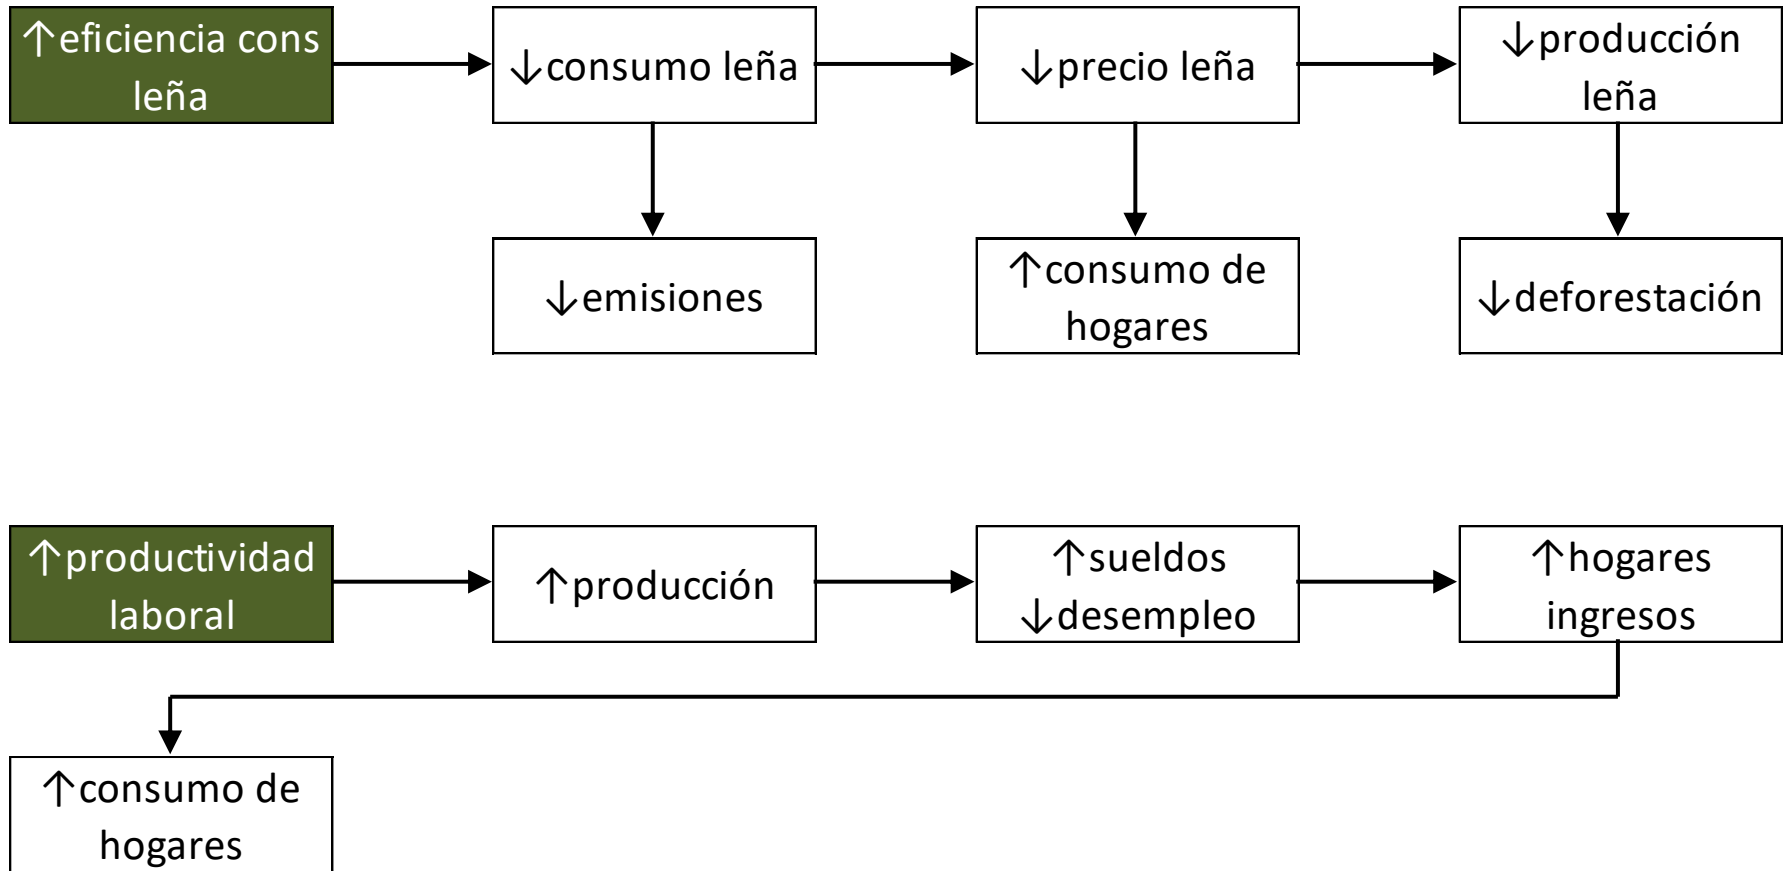 ↑eficiencia cons
leña
↓consumo leña
↓precio leña
↓producción
leña
↓emisiones
↑consumo de
hogares
↓deforestación
↑productividad
laboral
↑producción
↑sueldos
↓desempleo
↑hogares
ingresos
↑consumo de
hogares